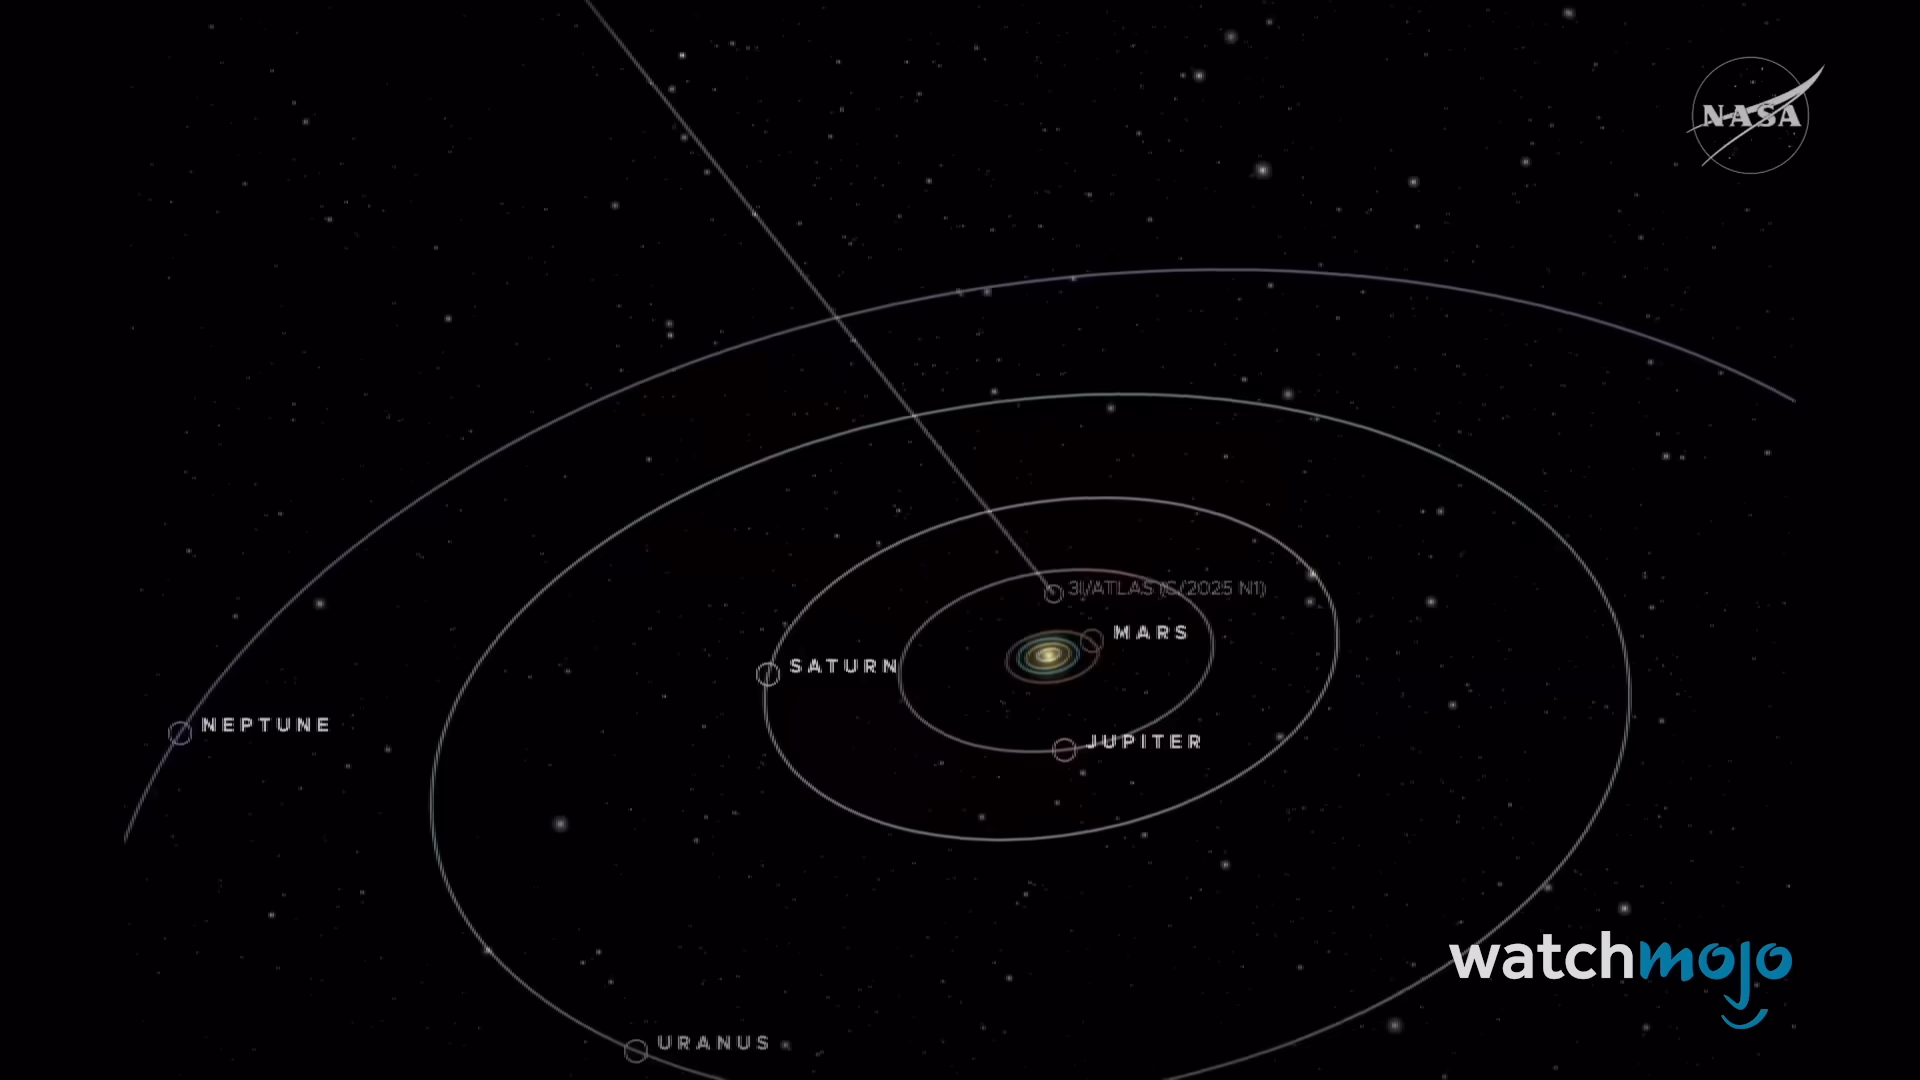 NASA
3I/ATLAS (C/2025 N1)
MARS
SATURN
NEPTUNE
JUPITER
watchmojo
URANUS